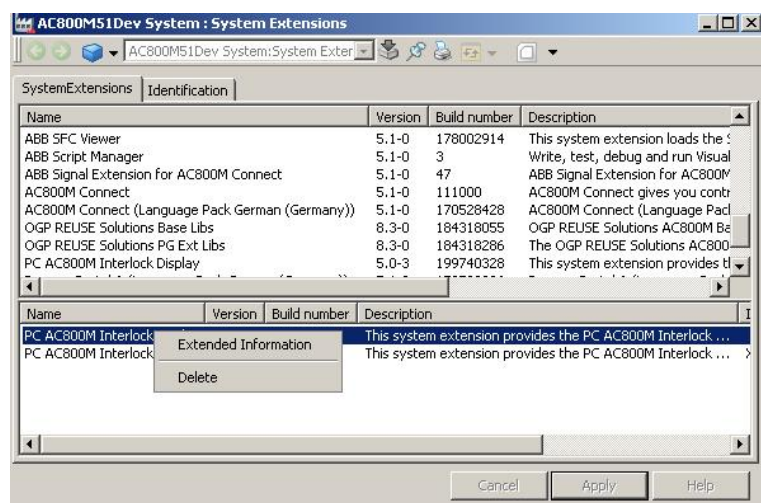 AC800M51Dev System : System Extensions
AC800M51Dev System:System Exter
SystemExtensions Identification
Name Version Build number Description
ABB SFC Viewer 5.1-0 178002914 This system extension loads the
ABB Script Manager 5.1-0 3 Write, test, debug and run Visual
ABB Signal Extension for AC800M Connect 5.1-0 47 ABB Signal Extension for AC800M
AC800M Connect 5.1-0 111000 AC800M Connect gives you contr
AC800M Connect (Language Pack German (Germany)) 5.1-0 170528428 AC800M Connect (Language Pack
OGP REUSE Solutions Base Libs 8.3-0 184318055 OGP REUSE Solutions AC800M Ba
OGP REUSE Solutions PG Ext Libs 8.3-0 184318286 The OGP REUSE Solutions AC800
PC AC800M Interlock Display 5.0-3 199740328 This system extension provides t
Name Version Build number Description I
PC AC800M Interlock This system extension provides the PC AC800M Interlock ...
PC AC800M Interlock This system extension provides the PC AC800M Interlock ...
Extended Information
Delete
Cancel Apply Help